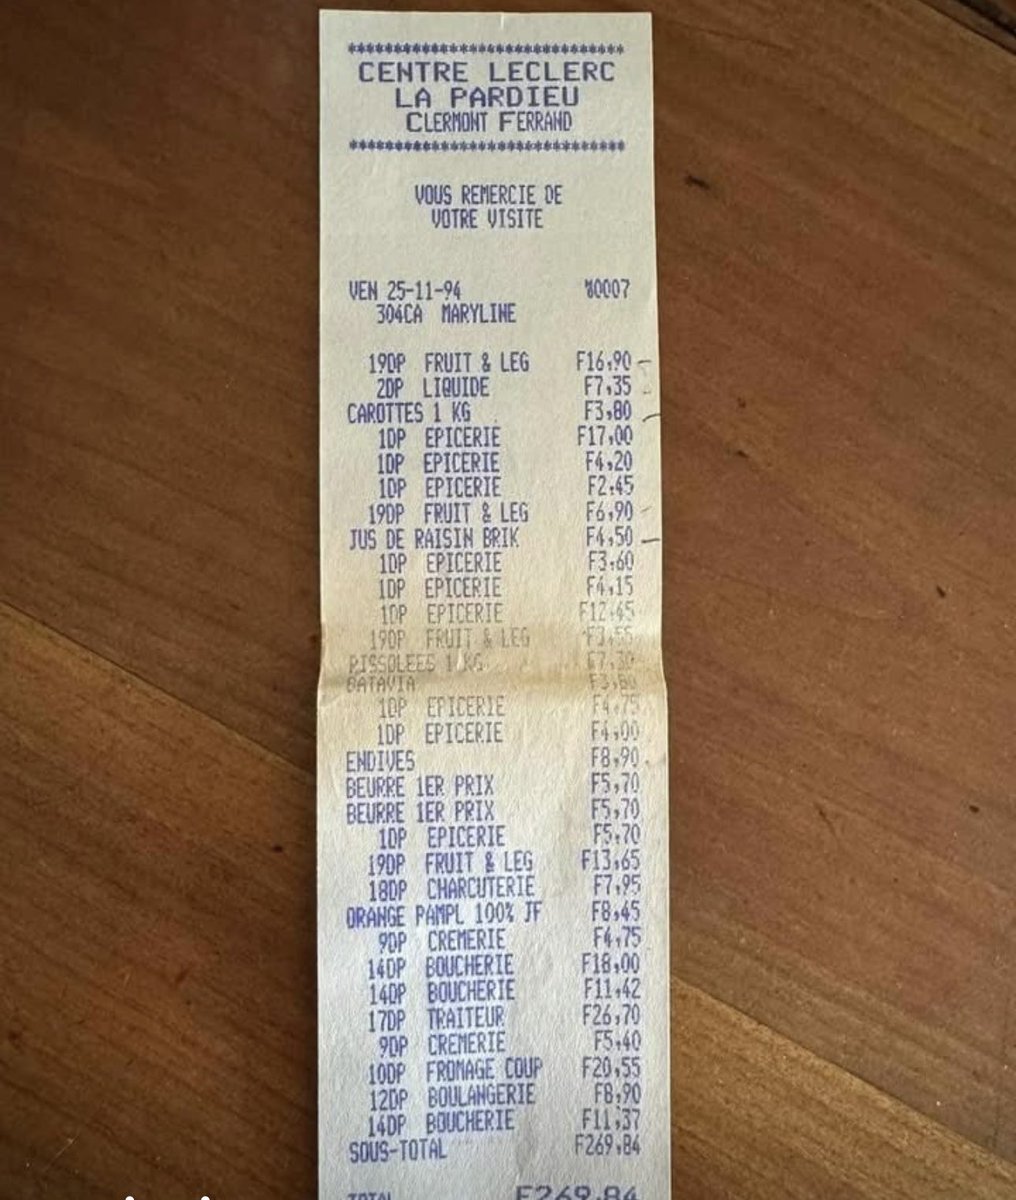 ******************************
CENTRE LECLERC
LA PARDIEU
CLERMONT FERRAND
******************************
VOUS REMERCIE DE
VOTRE VISITE
VEN 25-11-94 W0007
304CA MARYLINE
19DP FRUIT & LEG F16,90
2DP LIQUIDE F7,35
CAROTTES 1 KG F3,80
1DP EPICERIE F17,00
1DP EPICERIE F4,20
1DP EPICERIE F2,45
19DP FRUIT & LEG F6,90
JUS DE RAISIN BRIK F4,50
1DP EPICERIE F3,60
1DP EPICERIE F4,15
1DP EPICERIE F12,45
19DP FRUIT & LEG
1 KG F7,30
BATAVIA F3,80
1DP EPICERIE F4,75
1DP EPICERIE F4,00
ENDIVES F8,90
BEURRE 1ER PRIX F5,70
BEURRE 1ER PRIX F5,70
1DP EPICERIE F5,70
19DP FRUIT & LEG F13,65
18DP CHARCUTERIE F7,95
ORANGE PAMPL 100% JF F8,45
9DP CREMERIE F4,75
14DP BOUCHERIE F18,00
14DP BOUCHERIE F11,42
17DP TRAITEUR F26,70
9DP CREMERIE F5,40
10DP FROMAGE COUP F20,55
12DP BOULANGERIE F8,90
14DP BOUCHERIE F11,37
SOUS-TOTAL F269,84
TOTAL F269,84